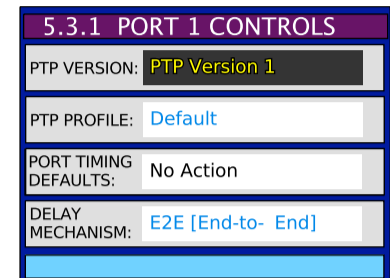 5.3.1 PORT 1 CONTROLS
PTP VERSION: PTP Version 1
PTP PROFILE: Default
PORT TIMING
DEFAULTS: No Action
DELAY
MECHANISM: E2E [End-to- End]